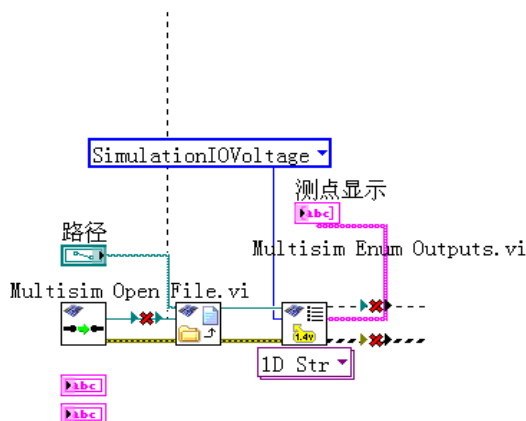 SimulationIOVoltage
测点显示
abc
路径
Multisim Enum Outputs.vi
Multisim Open File.vi
1.4v
1D Str
abc
abc